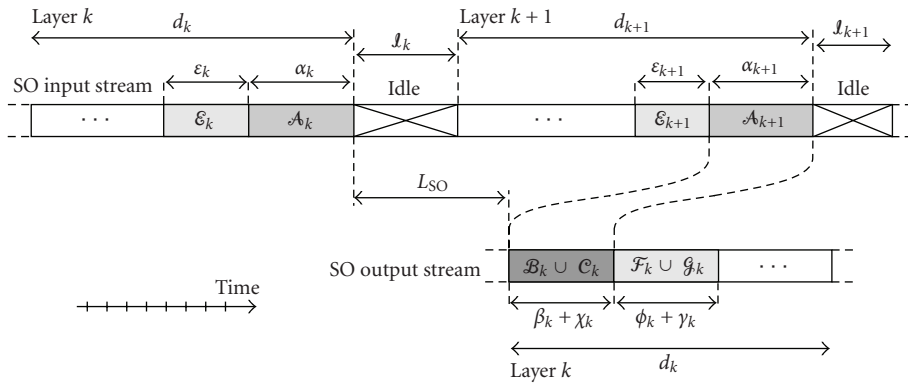 Layer k d_k Layer k + 1 d_{k+1}
𝓘_k 𝓘_{k+1}
ε_k α_k ε_{k+1} α_{k+1}
SO input stream Idle Idle
· · · ℰ_k 𝒜_k · · · ℰ_{k+1} 𝒜_{k+1}
L_SO
SO output stream ℬ_k ∪ 𝒞_k ℱ_k ∪ 𝒢_k · · ·
Time
β_k + χ_k ϕ_k + γ_k
Layer k d_k